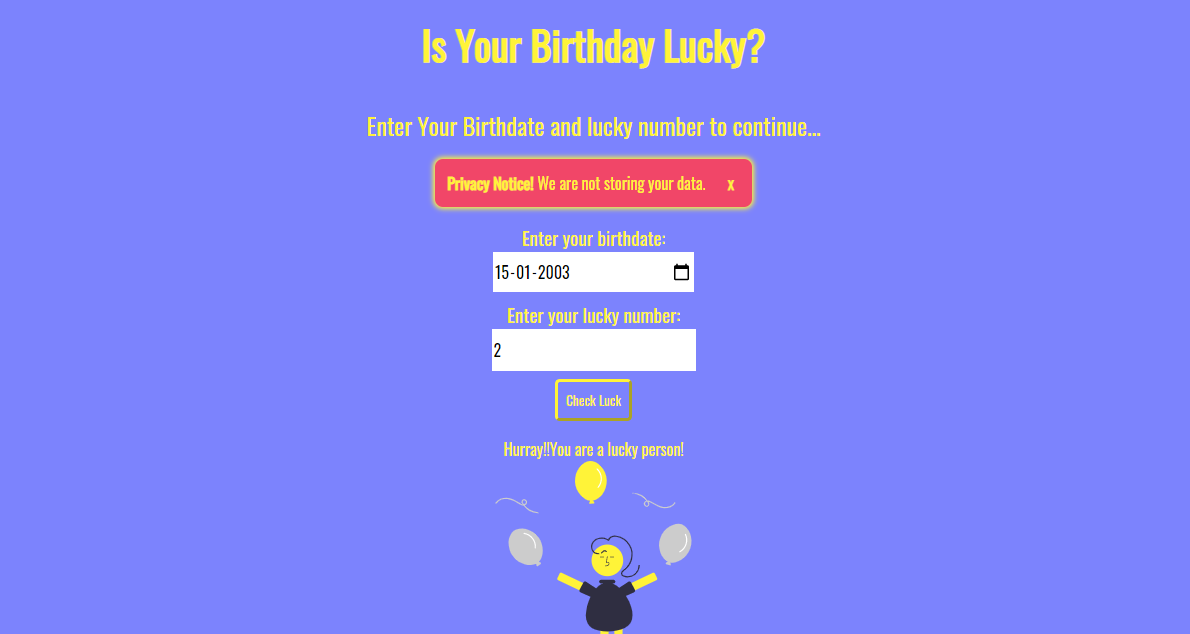 Is Your Birthday Lucky?
Enter Your Birthdate and lucky number to continue...
Privacy Notice! We are not storing your data. x
Enter your birthdate:
15-01-2003
Enter your lucky number:
2
Check Luck
Hurray!!You are a lucky person!